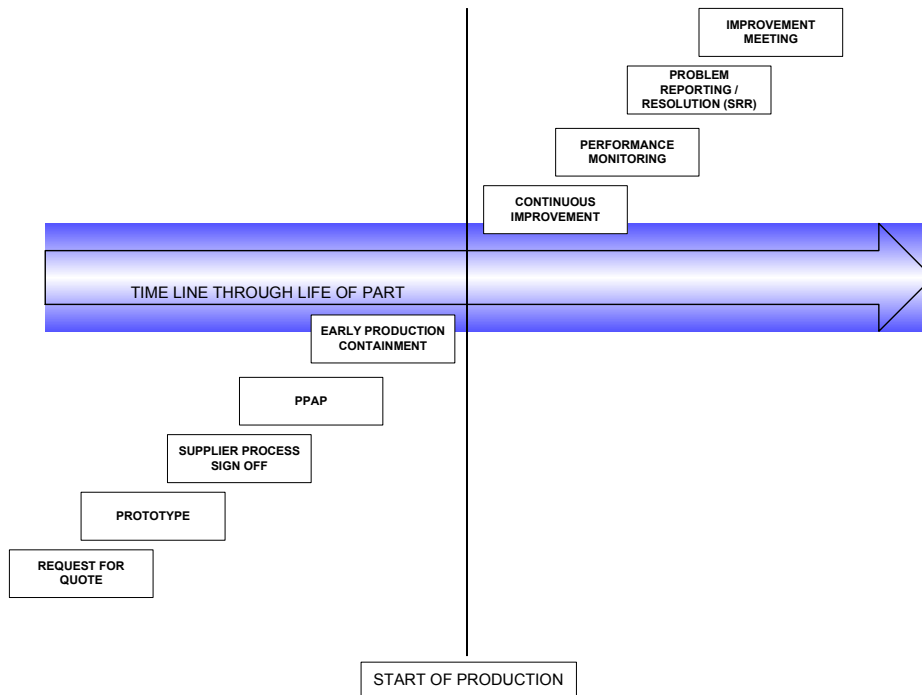 IMPROVEMENT
MEETING
PROBLEM
REPORTING /
RESOLUTION (SRR)
PERFORMANCE
MONITORING
CONTINUOUS
IMPROVEMENT
TIME LINE THROUGH LIFE OF PART
EARLY PRODUCTION
CONTAINMENT
PPAP
SUPPLIER PROCESS
SIGN OFF
PROTOTYPE
REQUEST FOR
QUOTE
START OF PRODUCTION